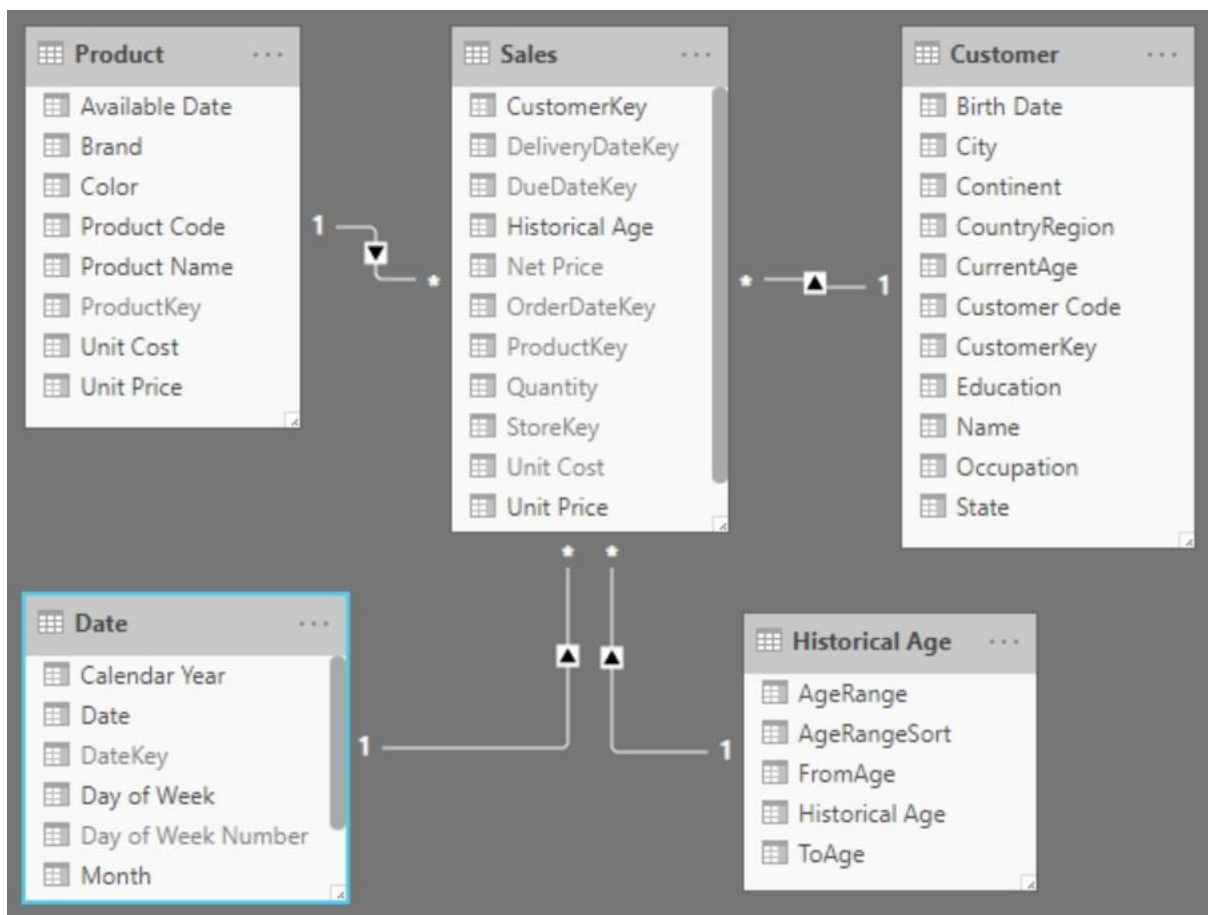 Product
Available Date
Brand
Color
Product Code
Product Name
ProductKey
Unit Cost
Unit Price
1
*
Sales
CustomerKey
DeliveryDateKey
DueDateKey
Historical Age
Net Price
OrderDateKey
ProductKey
Quantity
StoreKey
Unit Cost
Unit Price
*
1
Customer
Birth Date
City
Continent
CountryRegion
CurrentAge
Customer Code
CustomerKey
Education
Name
Occupation
State
*
*
Date
Calendar Year
Date
DateKey
Day of Week
Day of Week Number
Month
1
1
Historical Age
AgeRange
AgeRangeSort
FromAge
Historical Age
ToAge